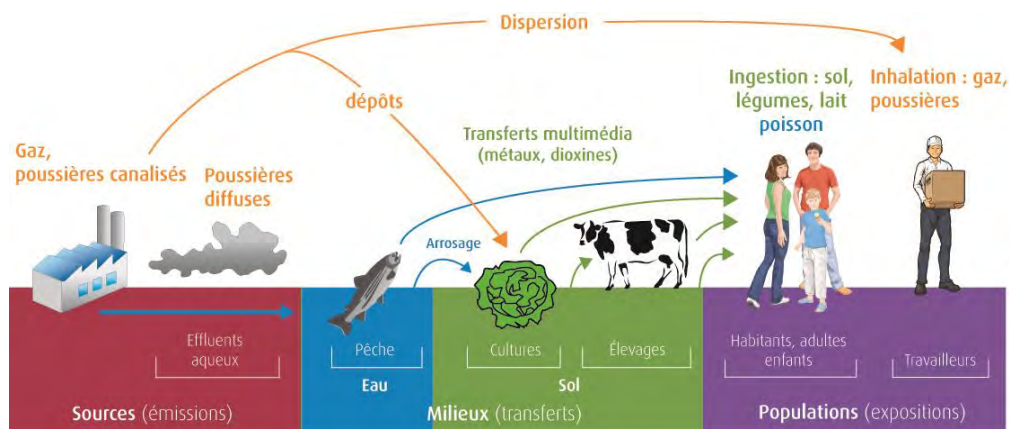 Dispersion
dépôts
Ingestion : sol,
légumes, lait
poisson
Inhalation : gaz,
poussières
Transferts multimédia
(métaux, dioxines)
Gaz,
poussières canalisés
Poussières
diffuses
Arrosage
Effluents
aqueux
Pêche
Cultures
Élevages
Habitants, adultes
enfants
Travailleurs
Eau
Sol
Sources (émissions)
Milieux (transferts)
Populations (expositions)